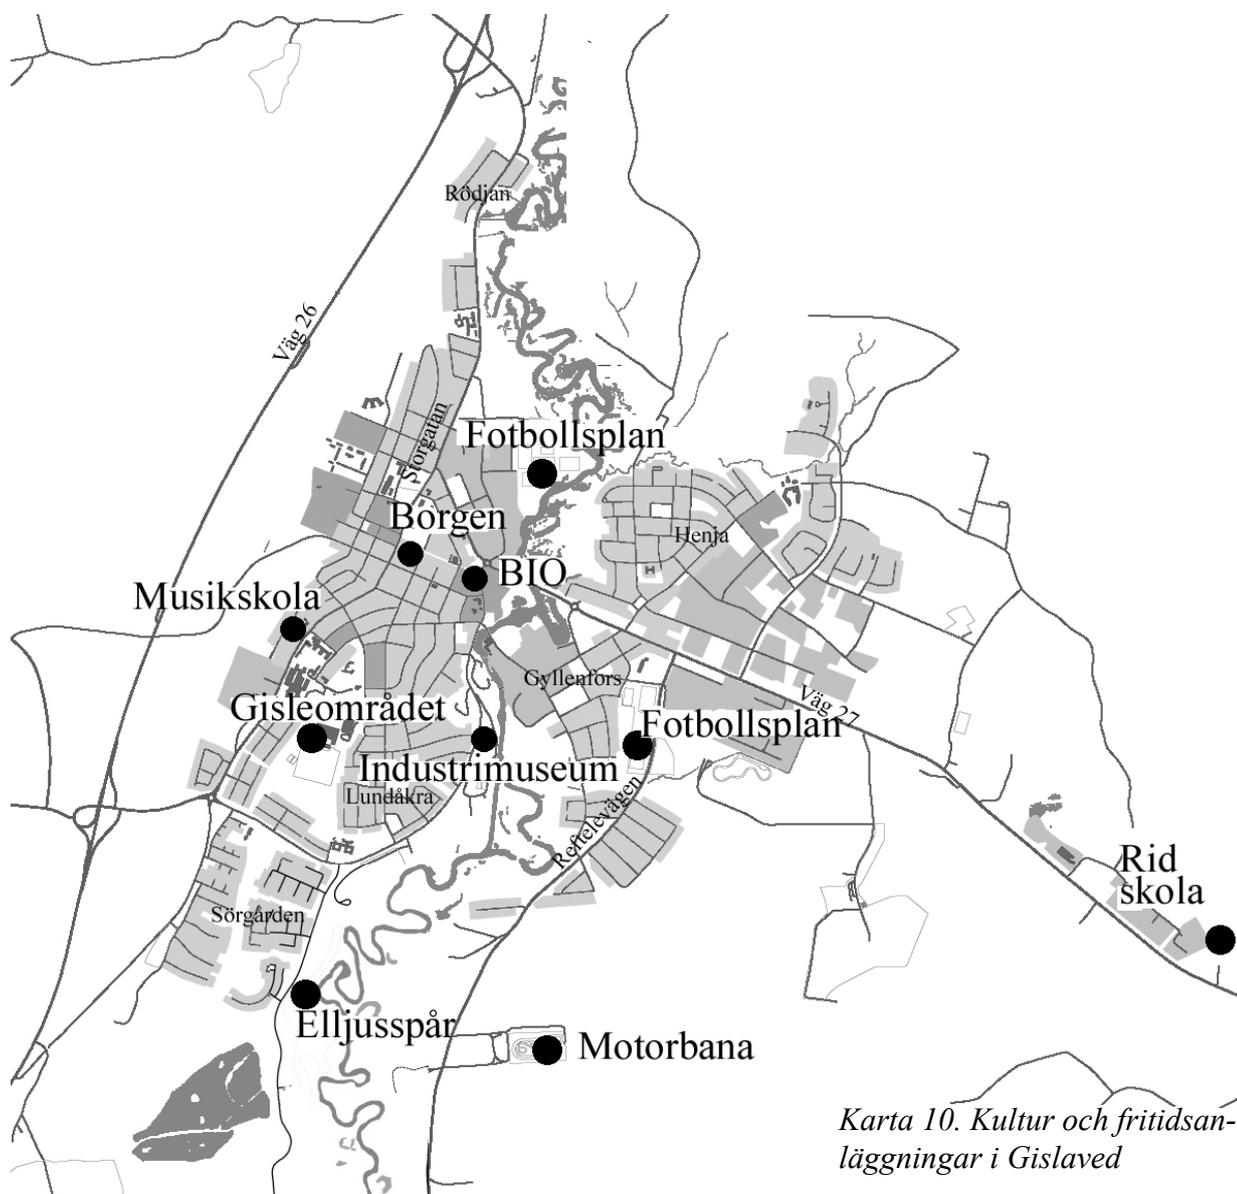 Rödjan
Väg 26
Storgatan
Fotbollsplan
Borgen
Henja
BIO
Musikskola
Gyllenfors
Väg 27
Gisleområdet
Fotbollsplan
Industrimuseum
Lundåkra
Reftelevägen
Rid
skola
Sörgården
Elljusspår
Motorbana
Karta 10. Kultur och fritidsan-
läggningar i Gislaved